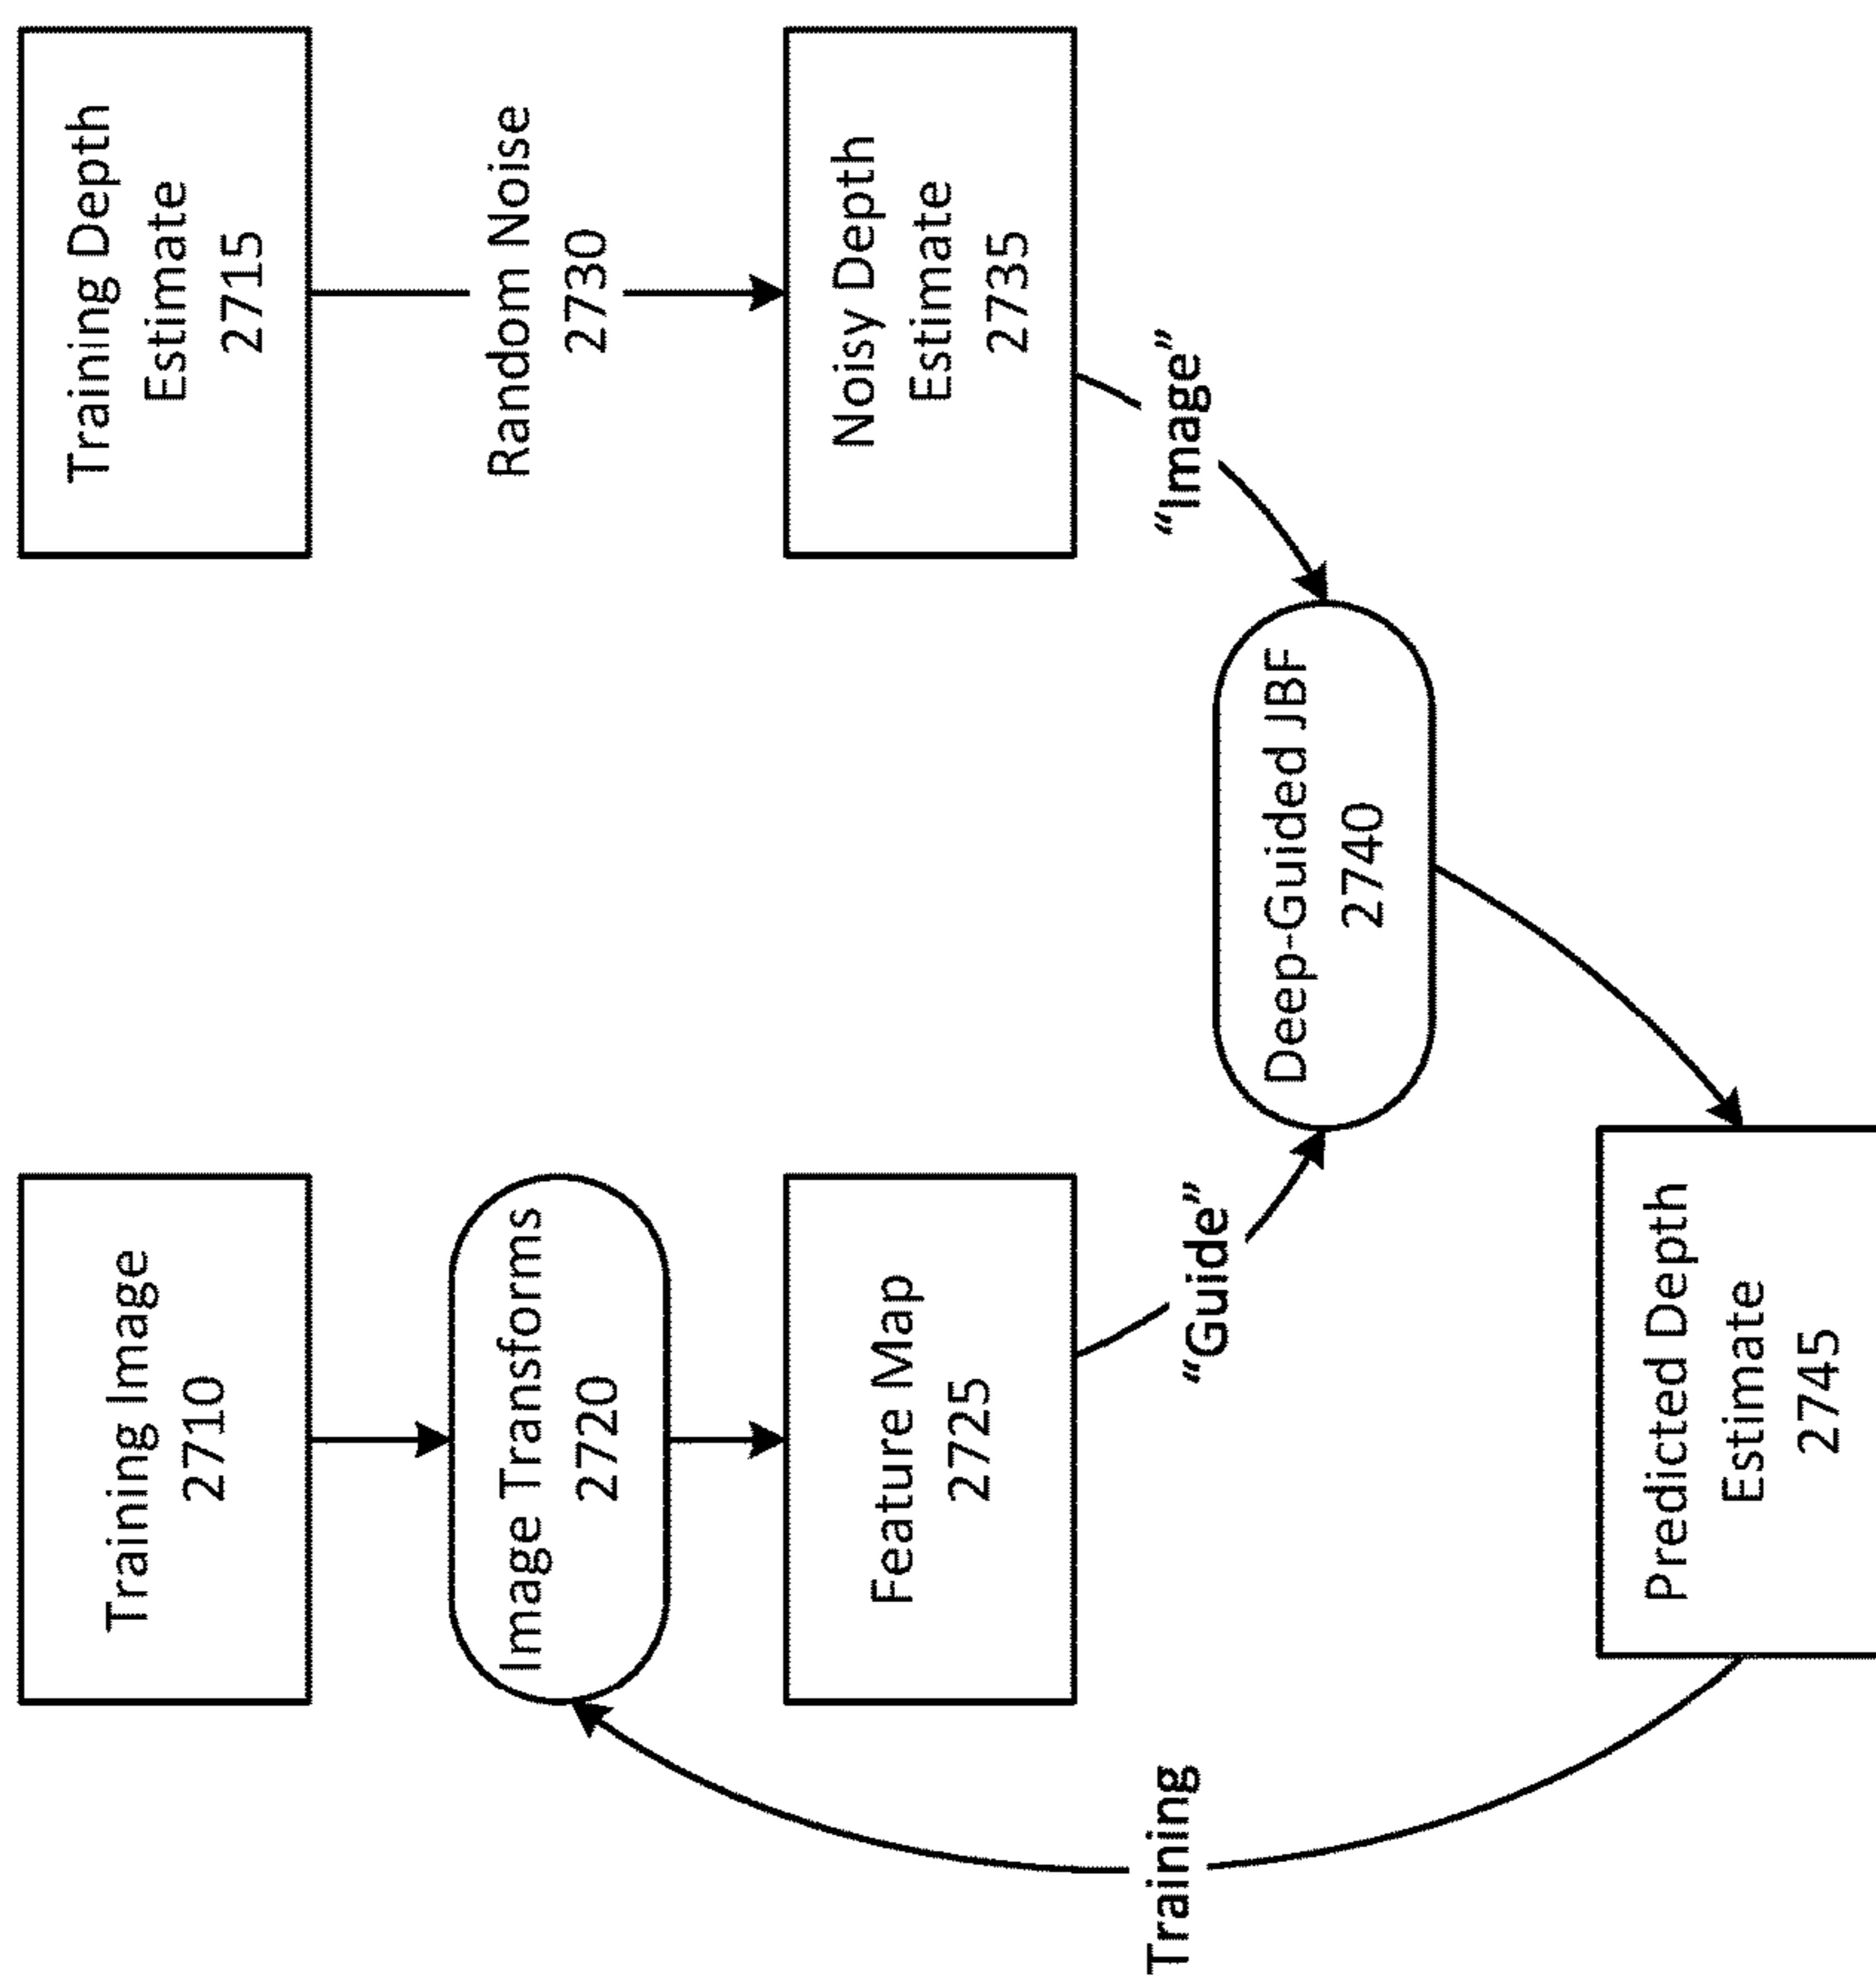 Training Image
2710
Training Depth
Estimate
2715
Image Transforms
2720
Random Noise
2730
Feature Map
2725
Noisy Depth
Estimate
2735
“Guide”
“Image”
Training
Deep-Guided JBF
2740
Predicted Depth
Estimate
2745